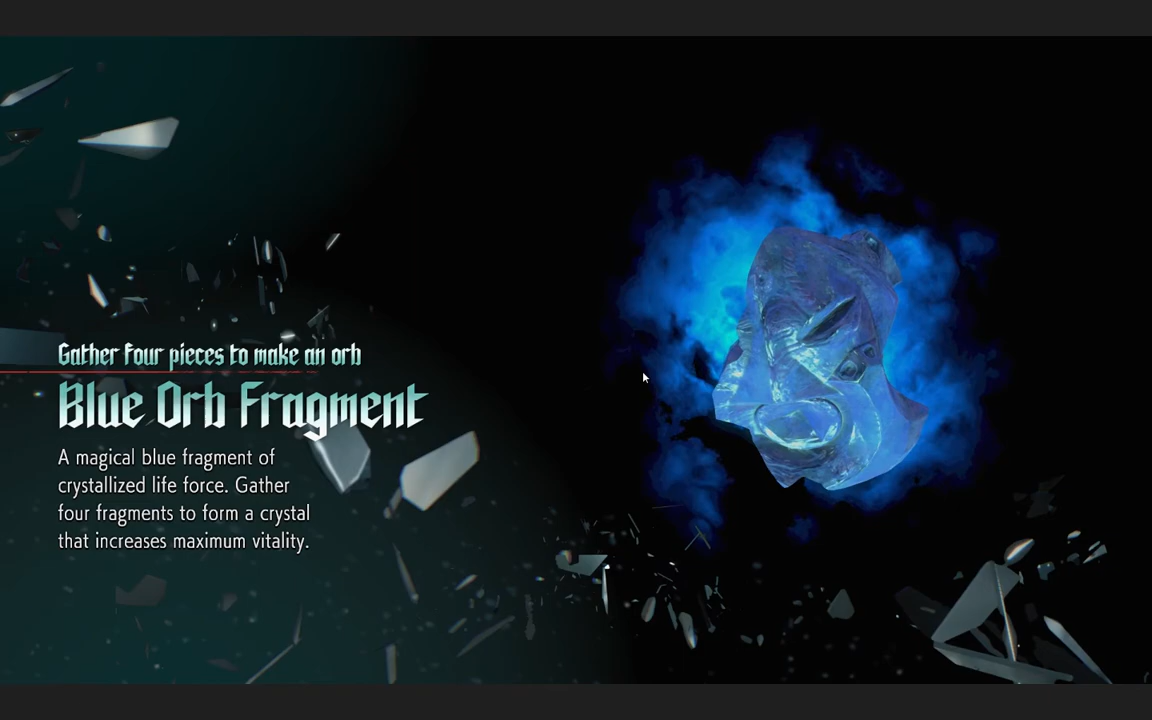 Gather four pieces to make an orb
Blue Orb Fragment
A magical blue fragment of
crystallized life force. Gather
four fragments to form a crystal
that increases maximum vitality.